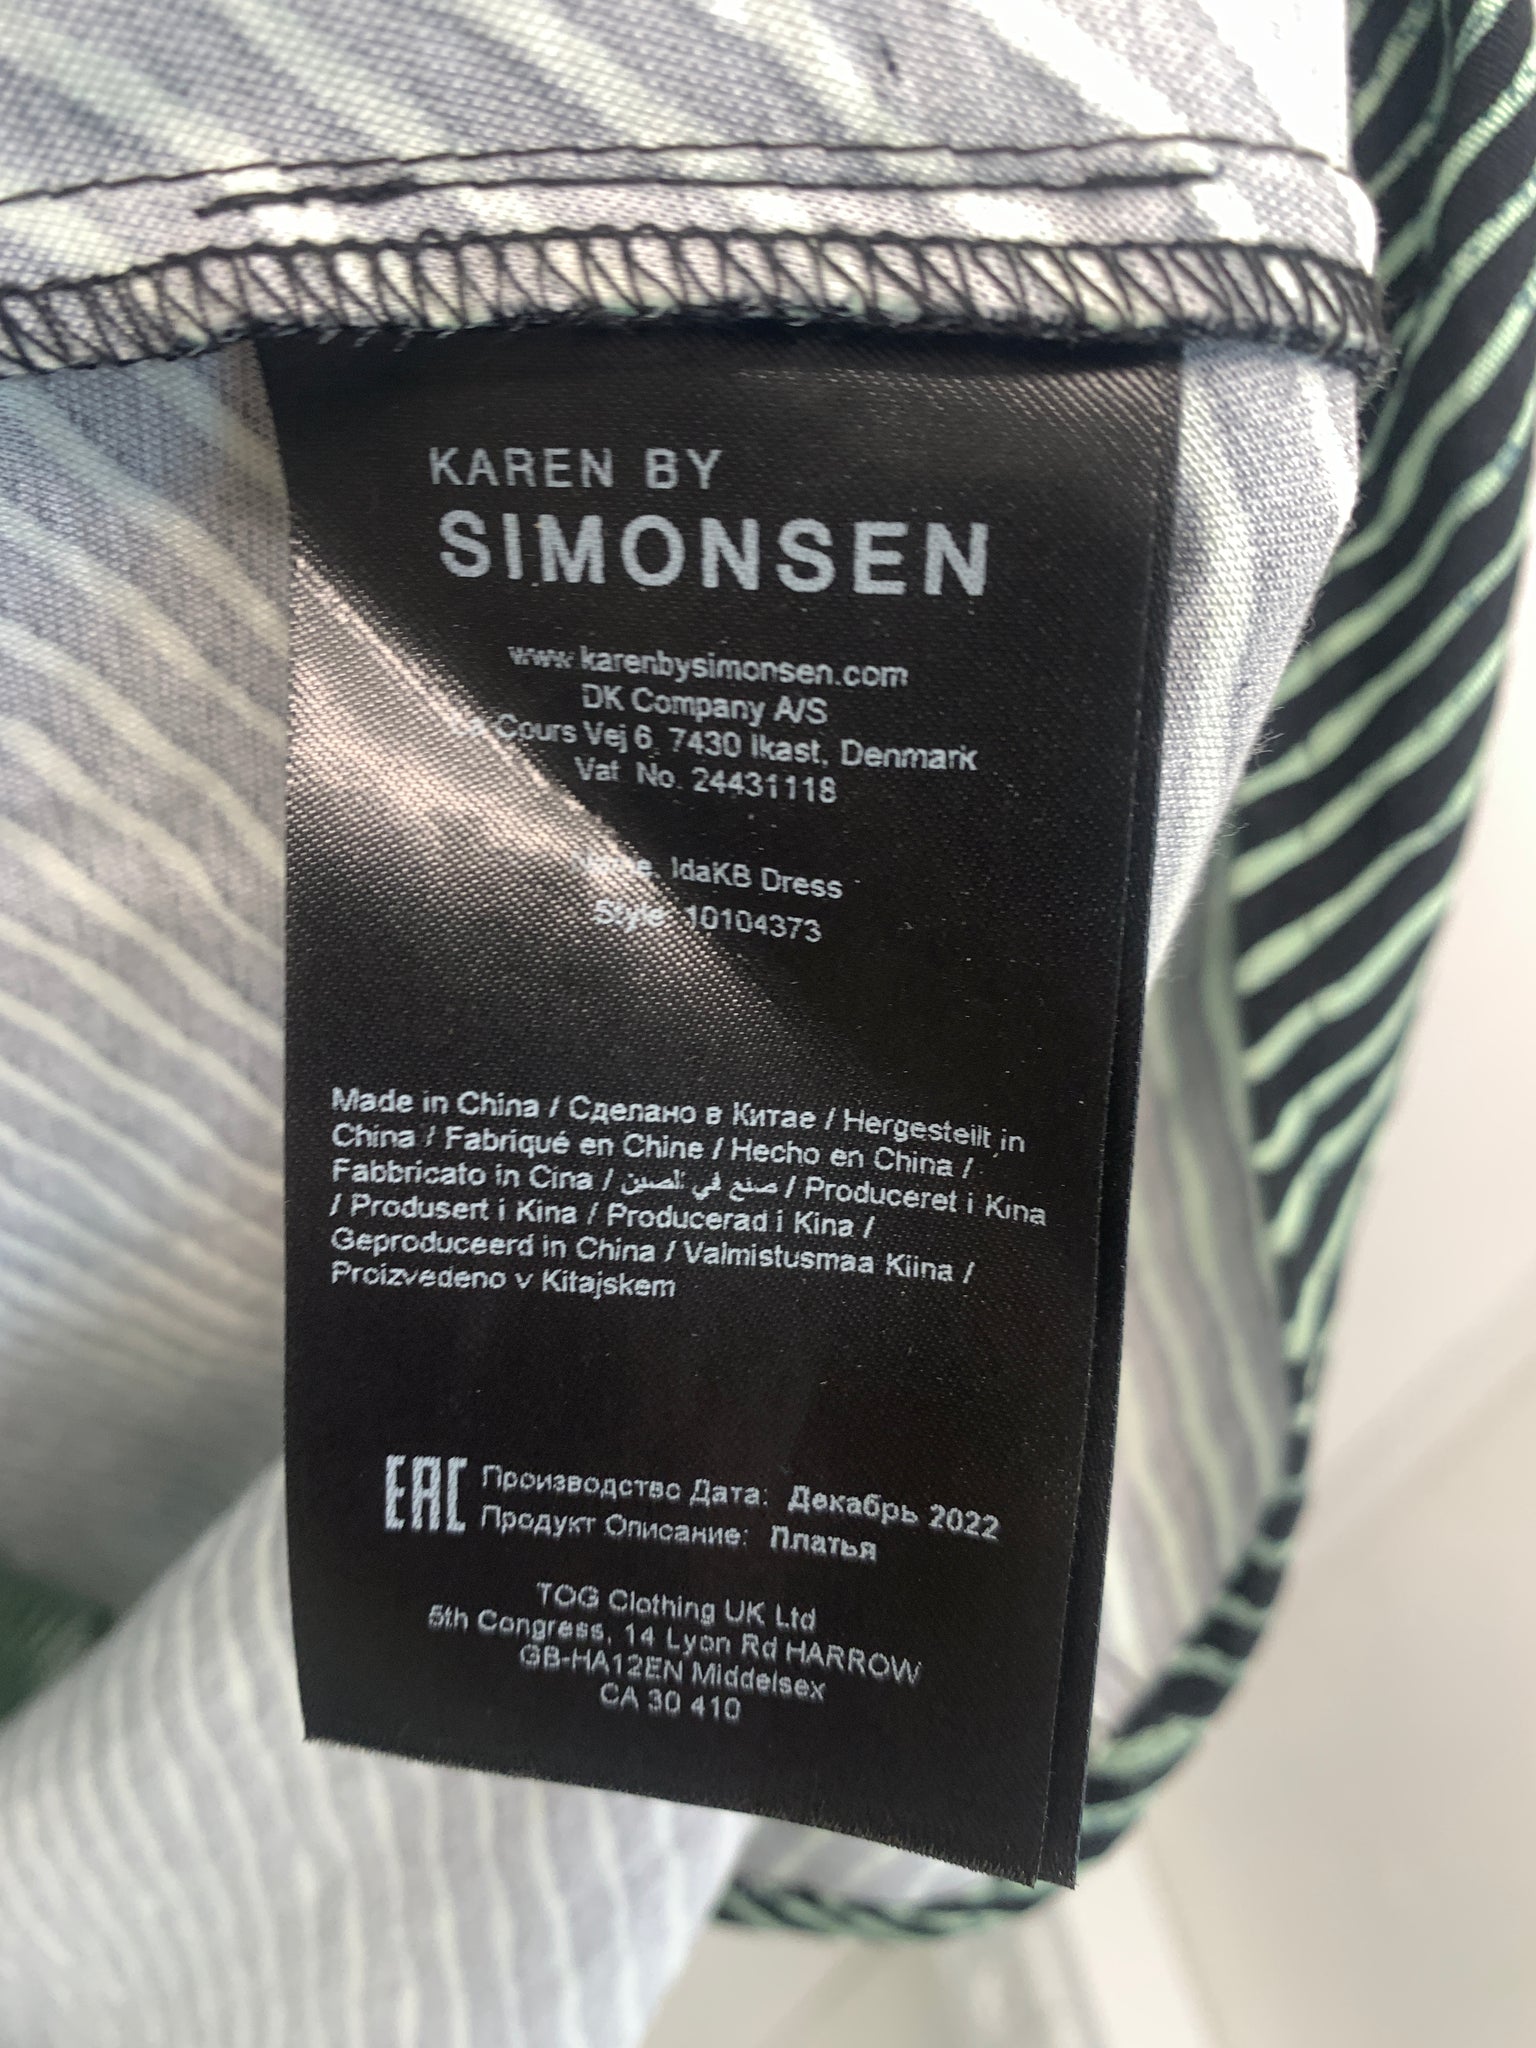 KAREN BY
SIMONSEN
www.karenbysimonsen.com
DK Company A/S
Cours Vej 6, 7430 Ikast, Denmark
Vat No. 24431118
IdaKB Dress
Style: 10104373
Made in China / Сделано в Китае / Hergesteilt in
China / Fabriqué en Chine / Hecho en China /
Fabbricato in Cina / صنع في الصين / Produceret i Kina
/ Produsert i Kina / Producerad i Kina /
Geproduceerd in China / Valmistusmaa Kiina /
Proizvedeno v Kitajskem
EAC Производство Дата: Декабрь 2022
Продукт Описание: Платья
TOG Clothing UK Ltd
5th Congress, 14 Lyon Rd HARROW
GB-HA12EN Middelsex
CA 30 410